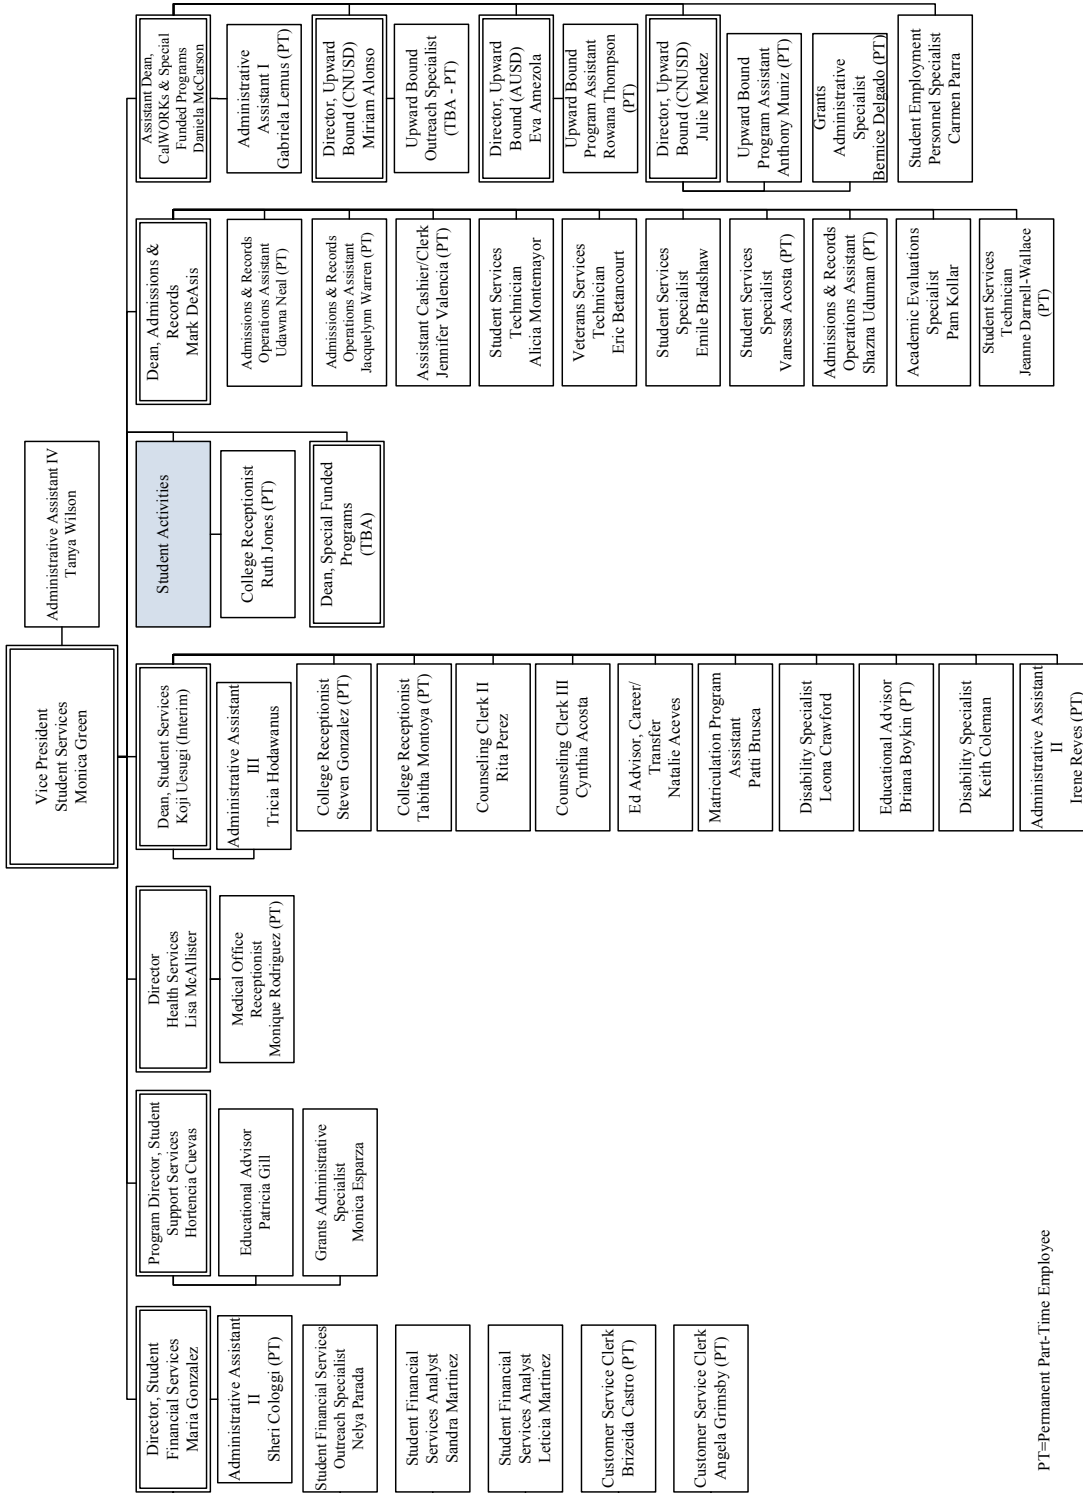 Vice President
Student Services
Monica Green
Administrative Assistant IV
Tanya Wilson
Director, Student
Financial Services
Maria Gonzalez
Administrative Assistant
II
Sheri Cologgi (PT)
Student Financial Services
Outreach Specialist
Nelya Parada
Student Financial
Services Analyst
Sandra Martinez
Student Financial
Services Analyst
Leticia Martinez
Customer Service Clerk
Brizeida Castro (PT)
Customer Service Clerk
Angela Grimsby (PT)
Program Director, Student
Support Services
Hortencia Cuevas
Educational Advisor
Patricia Gill
Grants Administrative
Specialist
Monica Esparza
Director
Health Services
Lisa McAllister
Medical Office
Receptionist
Monique Rodriguez (PT)
Dean, Student Services
Koji Uesugi (Interim)
Administrative Assistant
III
Tricia Hodawanus
College Receptionist
Steven Gonzalez (PT)
College Receptionist
Tabitha Montoya (PT)
Counseling Clerk II
Rita Perez
Counseling Clerk III
Cynthia Acosta
Ed Advisor, Career/
Transfer
Natalie Aceves
Matriculation Program
Assistant
Patti Brusca
Disability Specialist
Leona Crawford
Educational Advisor
Briana Boykin (PT)
Disability Specialist
Keith Coleman
Administrative Assistant
II
Irene Reyes (PT)
Student Activities
College Receptionist
Ruth Jones (PT)
Dean, Special Funded
Programs
(TBA)
Dean, Admissions &
Records
Mark DeAsis
Admissions & Records
Operations Assistant
Udawna Neal (PT)
Admissions & Records
Operations Assistant
Jacquelynn Warren (PT)
Assistant Cashier/Clerk
Jennifer Valencia (PT)
Student Services
Technician
Alicia Montemayor
Veterans Services
Technician
Eric Betancourt
Student Services
Specialist
Emile Bradshaw
Student Services
Specialist
Vanessa Acosta (PT)
Admissions & Records
Operations Assistant
Shazna Uduman (PT)
Academic Evaluations
Specialist
Pam Kollar
Student Services
Technician
Jeanne Darnell-Wallace
(PT)
Assistant Dean,
CalWORKs & Special
Funded Programs
Daniela McCarson
Administrative
Assistant I
Gabriela Lemus (PT)
Director, Upward
Bound (CNUSD)
Miriam Alonso
Upward Bound
Outreach Specialist
(TBA - PT)
Director, Upward
Bound (AUSD)
Eva Amezola
Upward Bound
Program Assistant
Rowana Thompson
(PT)
Director, Upward
Bound (CNUSD)
Julie Mendez
Upward Bound
Program Assistant
Anthony Muniz (PT)
Grants
Administrative
Specialist
Bernice Delgado (PT)
Student Employment
Personnel Specialist
Carmen Parra
PT=Permanent Part-Time Employee